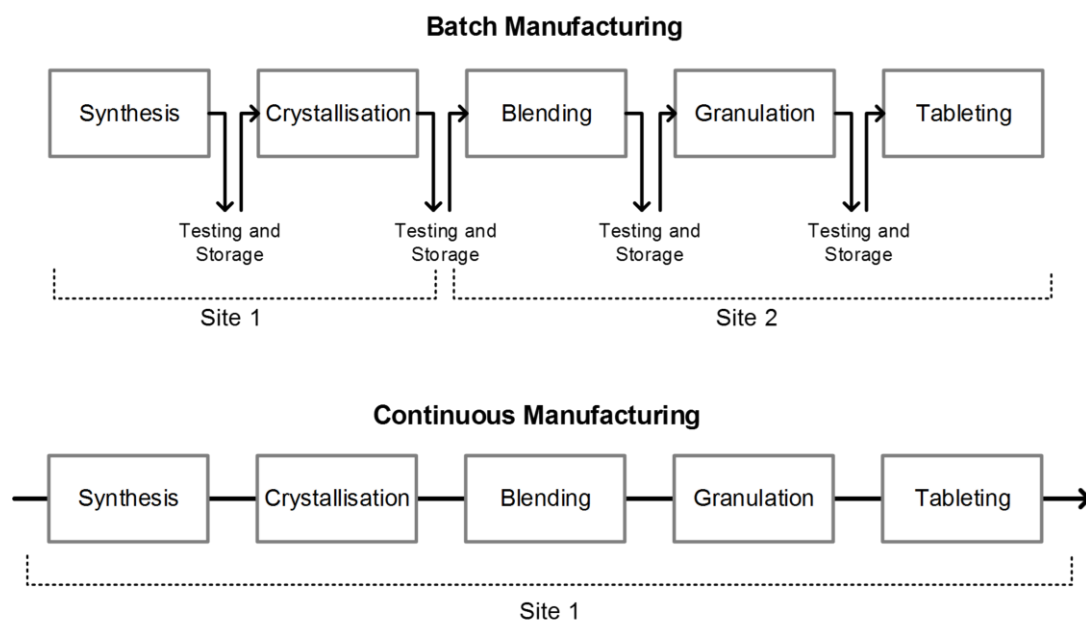 Batch Manufacturing
Synthesis
Crystallisation
Blending
Granulation
Tableting
Testing and
Storage
Testing and
Storage
Testing and
Storage
Testing and
Storage
Site 1
Site 2
Continuous Manufacturing
Synthesis
Crystallisation
Blending
Granulation
Tableting
Site 1